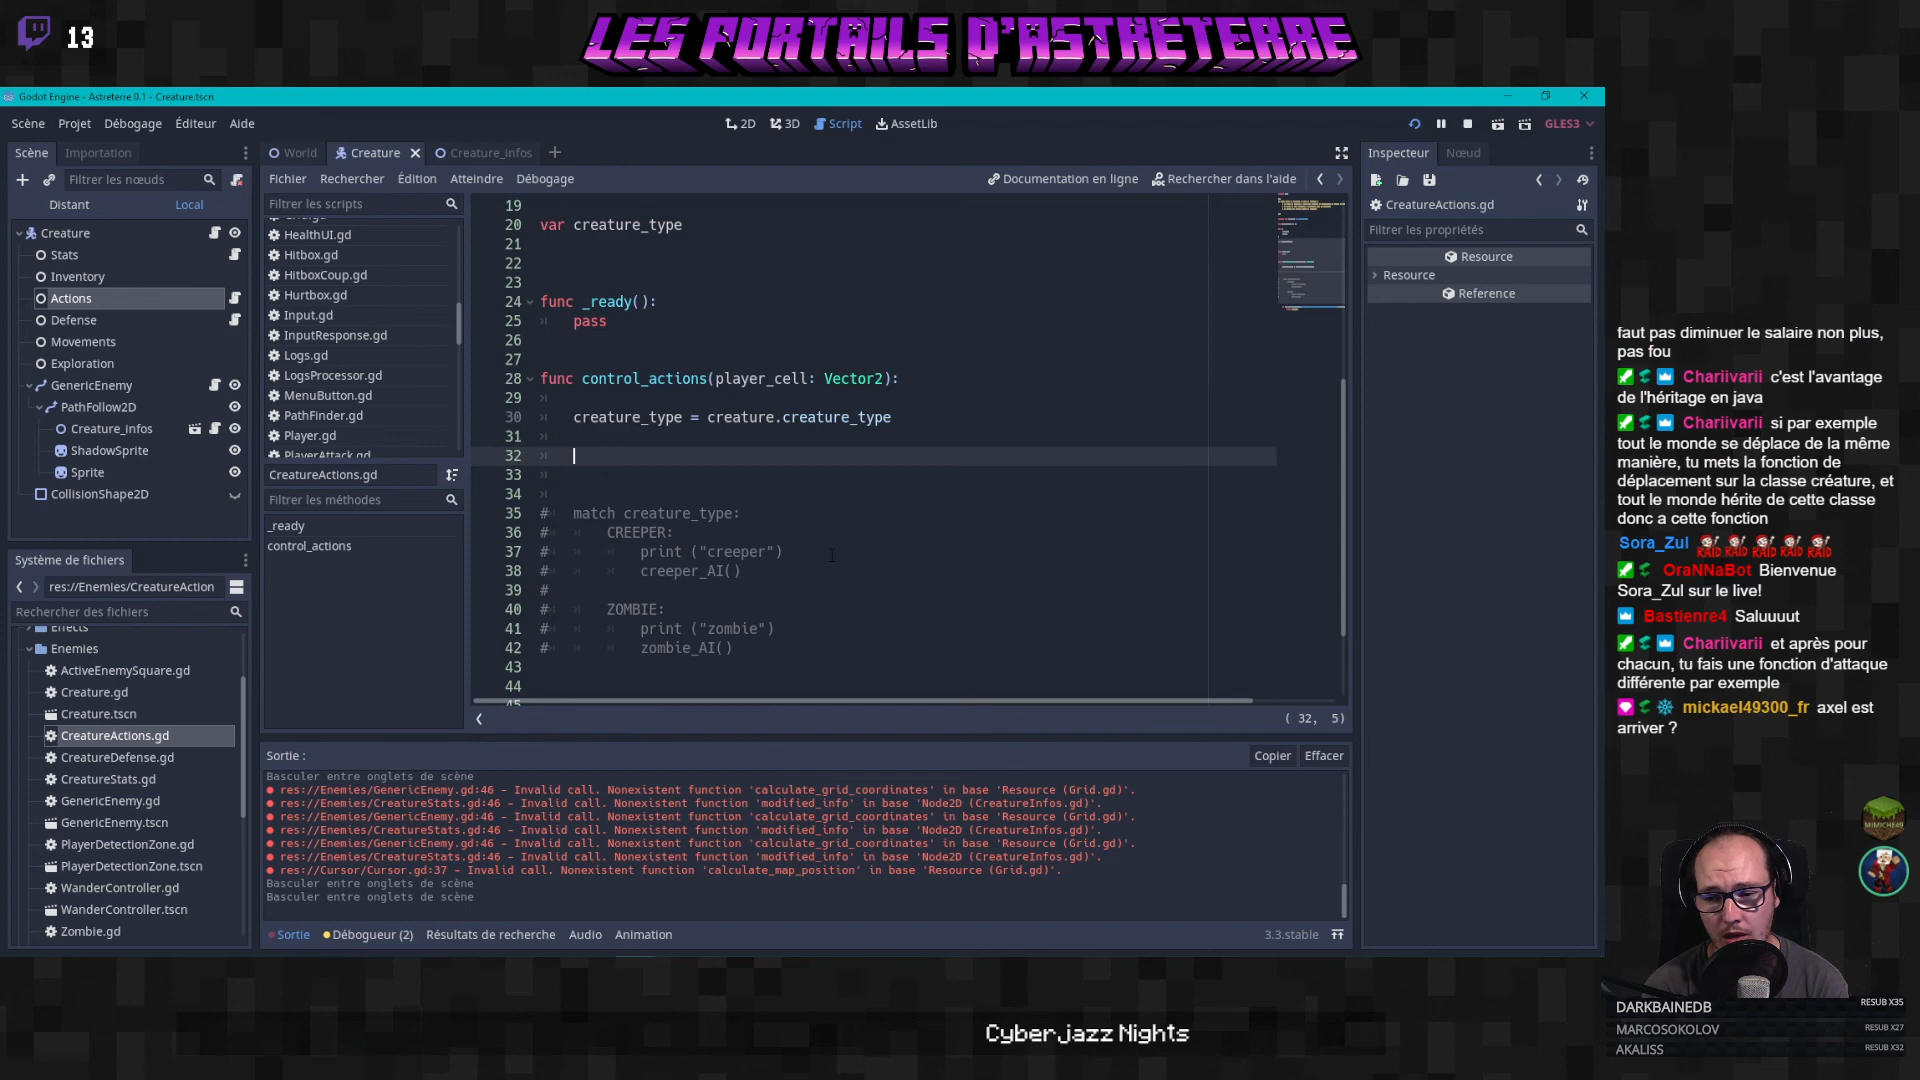 13
LES PORTAILS D'ASTRÉTERRE
Godot Engine - Astreterre 0.1 - Creature.tscn
Scène Projet Débogage Éditeur Aide
2D 3D Script AssetLib
GLES3
Scène Importation
World Creature Creature_infos
Inspecteur Nœud
Filtrer les nœuds
Fichier Rechercher Édition Atteindre Débogage
Documentation en ligne Rechercher dans l'aide
Distant Local
Filtrer les scripts
CreatureActions.gd
Filtrer les propriétés
Resource
Resource
Reference
Creature
Stats
Inventory
Actions
Defense
Movements
Exploration
GenericEnemy
PathFollow2D
Creature_infos
ShadowSprite
Sprite
CollisionShape2D
HealthUI.gd
Hitbox.gd
HitboxCoup.gd
Hurtbox.gd
Input.gd
InputResponse.gd
Logs.gd
LogsProcessor.gd
MenuButton.gd
PathFinder.gd
Player.gd
PlayerAttack.gd
CreatureActions.gd
Filtrer les méthodes
_ready
control_actions
19
20 var creature_type
21
22
23
24 func _ready():
25 pass
26
27
28 func control_actions(player_cell: Vector2):
29
30 creature_type = creature.creature_type
31
32
33
34
35 # match creature_type:
36 # CREEPER:
37 # print ("creeper")
38 # creeper_AI()
39 #
40 # ZOMBIE:
41 # print ("zombie")
42 # zombie_AI()
43
44
45
( 32, 5)
Système de fichiers
res://Enemies/CreatureAction
Rechercher des fichiers
Effects
Enemies
ActiveEnemySquare.gd
Creature.gd
Creature.tscn
CreatureActions.gd
CreatureDefense.gd
CreatureStats.gd
GenericEnemy.gd
GenericEnemy.tscn
PlayerDetectionZone.gd
PlayerDetectionZone.tscn
WanderController.gd
WanderController.tscn
Zombie.gd
Sortie :
Copier Effacer
Basculer entre onglets de scène
res://Enemies/GenericEnemy.gd:46 - Invalid call. Nonexistent function 'calculate_grid_coordinates' in base 'Resource (Grid.gd)'.
res://Enemies/CreatureStats.gd:46 - Invalid call. Nonexistent function 'modified_info' in base 'Node2D (CreatureInfos.gd)'.
res://Enemies/GenericEnemy.gd:46 - Invalid call. Nonexistent function 'calculate_grid_coordinates' in base 'Resource (Grid.gd)'.
res://Enemies/CreatureStats.gd:46 - Invalid call. Nonexistent function 'modified_info' in base 'Node2D (CreatureInfos.gd)'.
res://Enemies/GenericEnemy.gd:46 - Invalid call. Nonexistent function 'calculate_grid_coordinates' in base 'Resource (Grid.gd)'.
res://Enemies/CreatureStats.gd:46 - Invalid call. Nonexistent function 'modified_info' in base 'Node2D (CreatureInfos.gd)'.
res://Cursor/Cursor.gd:37 - Invalid call. Nonexistent function 'calculate_map_position' in base 'Resource (Grid.gd)'.
Basculer entre onglets de scène
Basculer entre onglets de scène
Sortie Débogueur (2) Résultats de recherche Audio Animation
3.3.stable
faut pas diminuer le salaire non plus,
pas fou
Chariivarii c'est l'avantage
de l'héritage en java
Chariivarii si par exemple
tout le monde se déplace de la même
manière, tu mets la fonction de
déplacement sur la classe créature, et
tout le monde hérite de cette classe
donc a cette fonction
Sora_Zul RAID RAID RAID RAID RAID
OraNNaBot Bienvenue
Sora_Zul sur le live!
Bastienre4 Saluuuut
Chariivarii et après pour
chacun, tu fais une fonction d'attaque
différente par exemple
mickael49300_fr axel est
arriver ?
MIMICHE49
DARKBAINEDB RESUB X35
MARCOSOKOLOV RESUB X27
AKALISS RESUB X32
Cyberjazz Nights